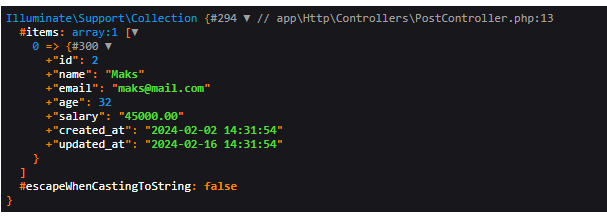 Illuminate\Support\Collection {#294 ▼ // app\Http\Controllers\PostController.php:13
#items: array:1 [▼
0 => {#300 ▼
+"id": 2
+"name": "Maks"
+"email": "maks@mail.com"
+"age": 32
+"salary": "45000.00"
+"created_at": "2024-02-02 14:31:54"
+"updated_at": "2024-02-16 14:31:54"
}
]
#escapeWhenCastingToString: false
}